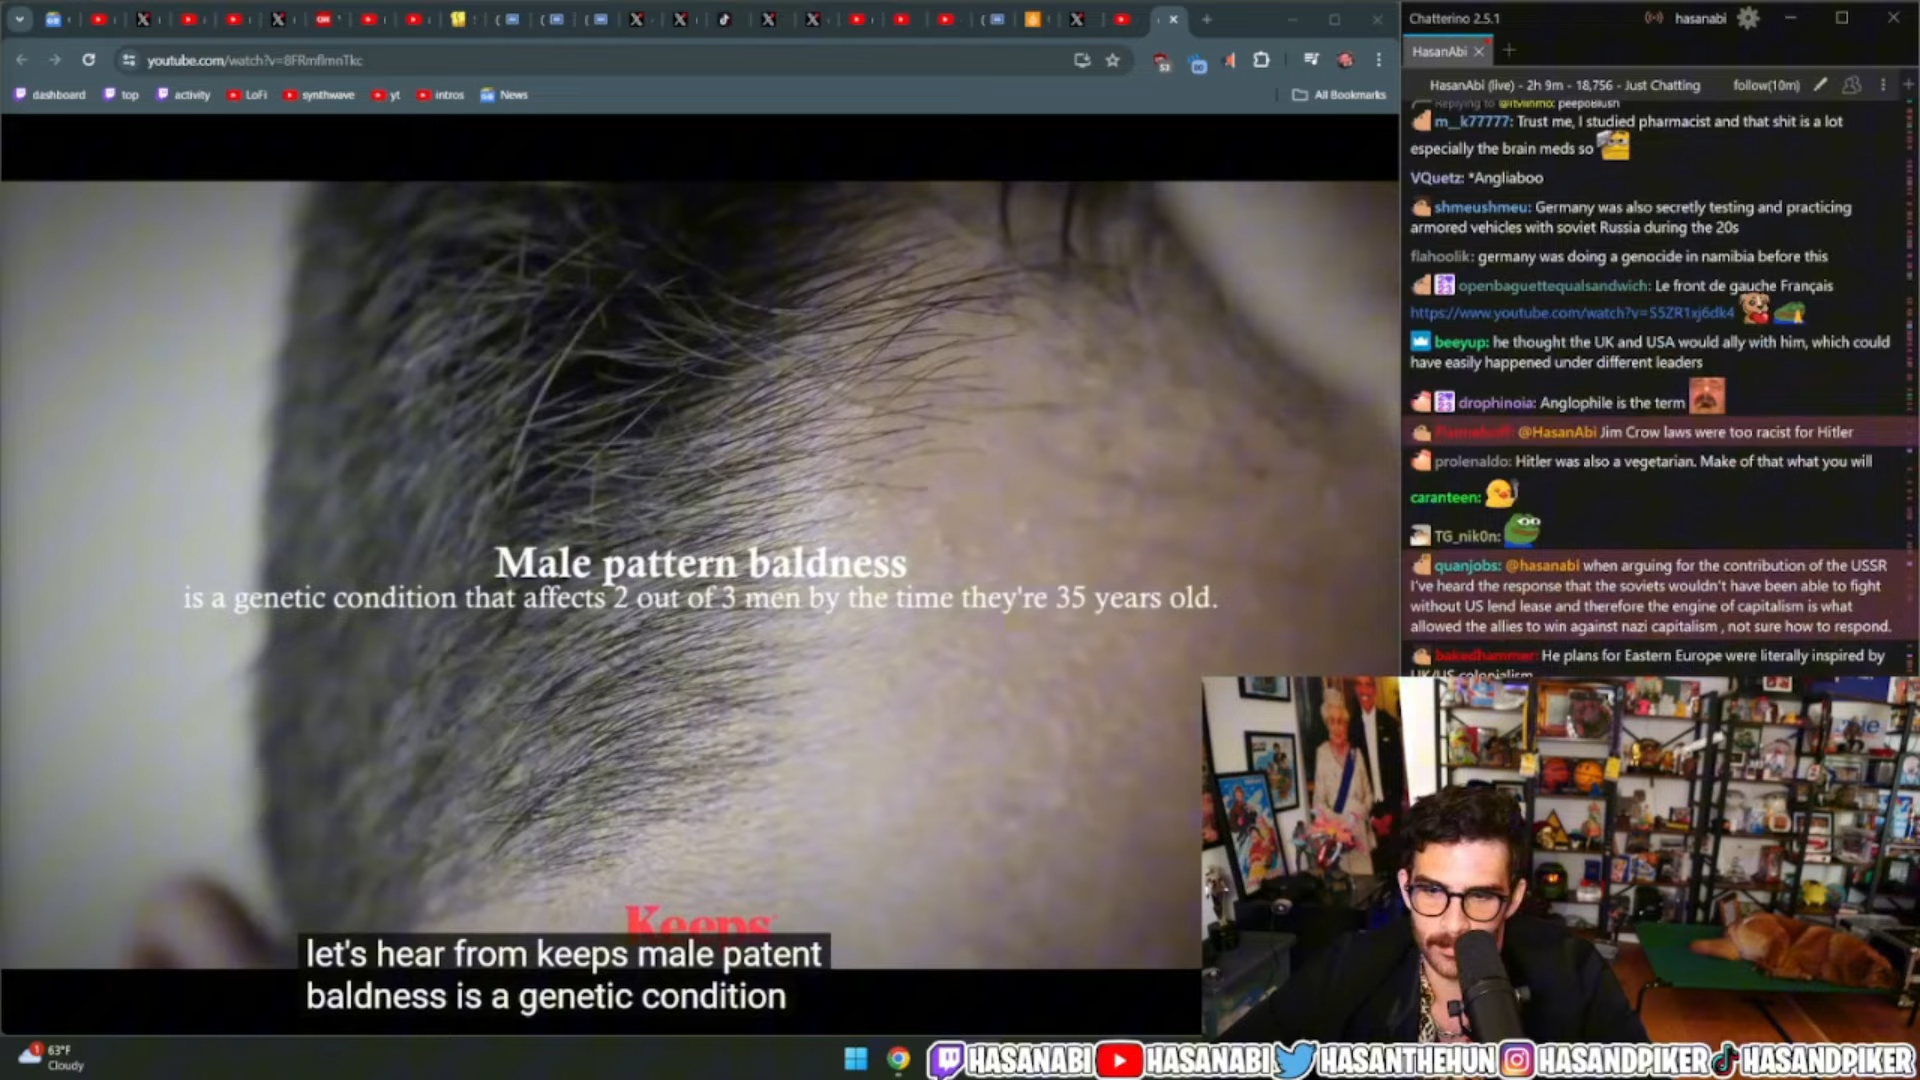 Chatterino 2.5.1
hasanabi
youtube.com/watch?v=8FRmflmnTkc
HasanAbi
dashboard
top
activity
LoFi
synthwave
yt
intros
News
All Bookmarks
HasanAbi (live) - 2h 9m - 18,756 - Just Chatting
follow(10m)
m__k77777: Trust me, I studied pharmacist and that shit is a lot
especially the brain meds so
VQuetz: *Angliaboo
shmeushmeu: Germany was also secretly testing and practicing
armored vehicles with soviet Russia during the 20s
flahoolik: germany was doing a genocide in namibia before this
openbaguettequalsandwich: Le front de gauche Français
https://www.youtube.com/watch?v=S5ZR1xj6dk4
beeyup: he thought the UK and USA would ally with him, which could
have easily happened under different leaders
drophinoia: Anglophile is the term
@HasanAbi Jim Crow laws were too racist for Hitler
prolenaldo: Hitler was also a vegetarian. Make of that what you will
caranteen:
TG_nik0n:
quanjobs: @hasanabi when arguing for the contribution of the USSR
I've heard the response that the soviets wouldn't have been able to fight
without US lend lease and therefore the engine of capitalism is what
allowed the allies to win against nazi capitalism , not sure how to respond.
bakedhammer: He plans for Eastern Europe were literally inspired by
UK/US colonialism
Male pattern baldness
is a genetic condition that affects 2 out of 3 men by the time they're 35 years old.
Keeps
let's hear from keeps male patent
baldness is a genetic condition
1
63°F
Cloudy
HASANABI
HASANABI
HASANTHEHUN
HASANDPIKER
HASANDPIKER